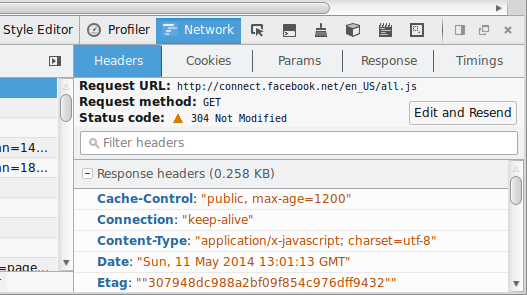 Style Editor Profiler Network
Headers Cookies Params Response Timings
Request URL: http://connect.facebook.net/en_US/all.js
Request method: GET
Edit and Resend
Status code: 304 Not Modified
Filter headers
an=14...
an=18...
Response headers (0.258 KB)
Cache-Control: "public, max-age=1200"
Connection: "keep-alive"
Content-Type: "application/x-javascript; charset=utf-8"
Date: "Sun, 11 May 2014 13:01:13 GMT"
=page...
Etag: ""307948dc988a2bf09f854c976dff9432""